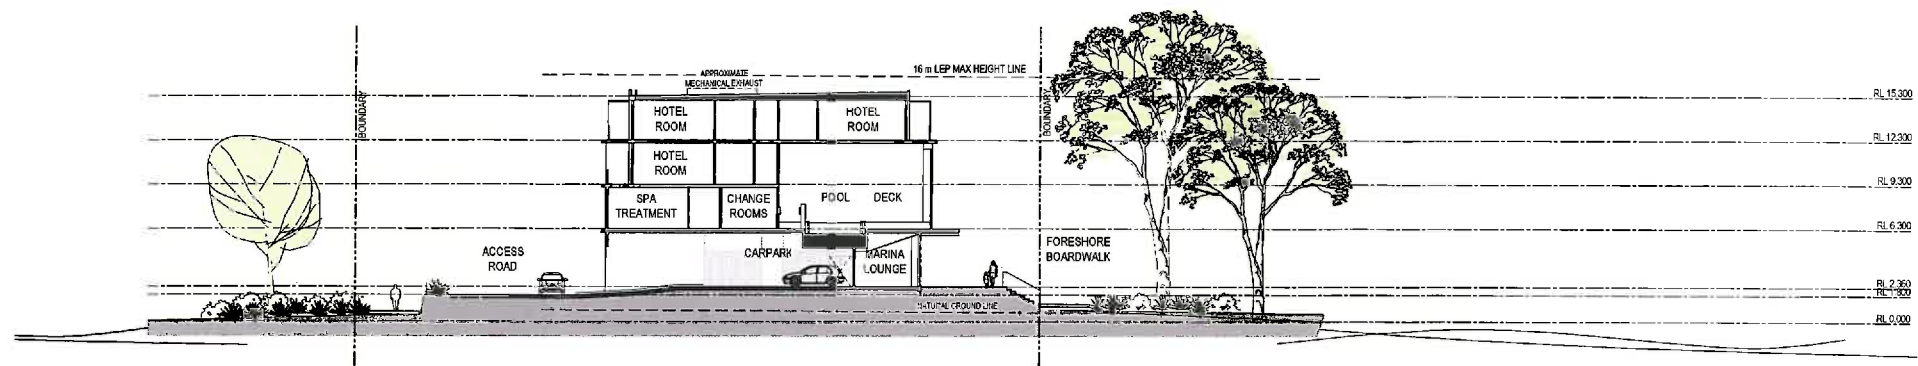 16 m LEP MAX HEIGHT LINE
APPROXIMATE
MECHANICAL EXHAUST
BOUNDARY
BOUNDARY
RL 15.300
HOTEL
ROOM
HOTEL
ROOM
RL 12.300
HOTEL
ROOM
RL 9.300
SPA
TREATMENT
CHANGE
ROOMS
POOL DECK
RL 6.300
ACCESS
ROAD
CARPARK
MARINA
LOUNGE
FORESHORE
BOARDWALK
RL 2.360
RL 1.800
NATURAL GROUND LINE
RL 0.000